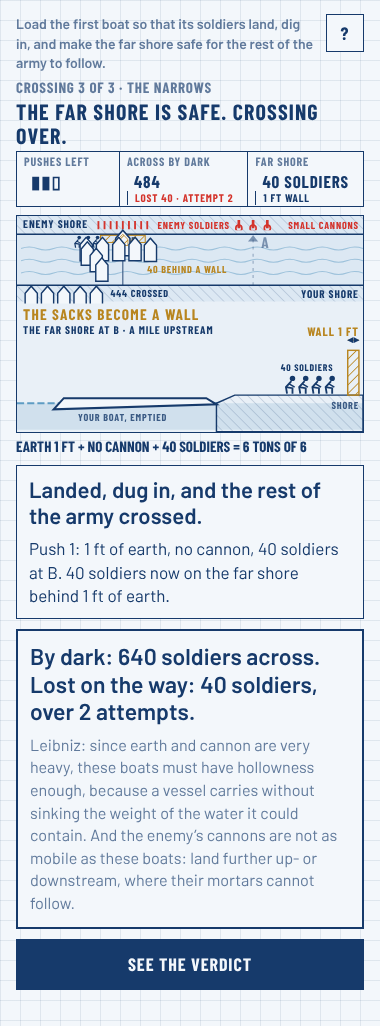 Load the first boat so that its soldiers land, dig
in, and make the far shore safe for the rest of the
army to follow.
?
CROSSING 3 OF 3 · THE NARROWS
THE FAR SHORE IS SAFE. CROSSING
OVER.
PUSHES LEFT
ACROSS BY DARK
484
LOST 40 · ATTEMPT 2
FAR SHORE
40 SOLDIERS
1 FT WALL
ENEMY SHORE
ENEMY SOLDIERS
SMALL CANNONS
A
40 BEHIND A WALL
444 CROSSED
YOUR SHORE
THE SACKS BECOME A WALL
THE FAR SHORE AT B · A MILE UPSTREAM
WALL 1 FT
40 SOLDIERS
SHORE
YOUR BOAT, EMPTIED
EARTH 1 FT + NO CANNON + 40 SOLDIERS = 6 TONS OF 6
Landed, dug in, and the rest of
the army crossed.
Push 1: 1 ft of earth, no cannon, 40 soldiers
at B. 40 soldiers now on the far shore
behind 1 ft of earth.
By dark: 640 soldiers across.
Lost on the way: 40 soldiers,
over 2 attempts.
Leibniz: since earth and cannon are very
heavy, these boats must have hollowness
enough, because a vessel carries without
sinking the weight of the water it could
contain. And the enemy's cannons are not as
mobile as these boats: land further up- or
downstream, where their mortars cannot
follow.
SEE THE VERDICT